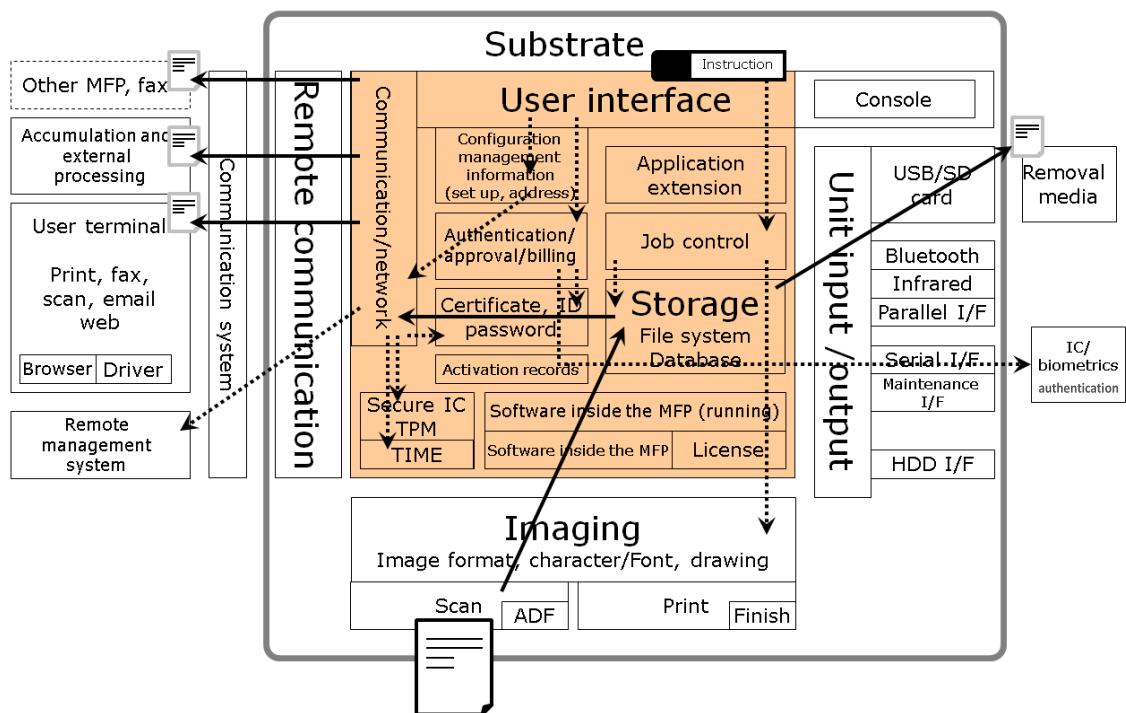 Substrate
Instruction
Other MFP, fax
Accumulation and
external
processing
User terminal
Print, fax,
scan, email
web
Browser
Driver
Remote
management
system
Communication system
Remote communication
Communication/network
User interface
Console
Configuration
management
information
(set up, address)
Application
extension
Authentication/
approval/billing
Job control
Certificate, ID
password
Storage
File system
Database
Activation records
Secure IC
TPM
TIME
Software inside the MFP (running)
Software inside the MFP
License
Unit input /output
USB/SD
card
Bluetooth
Infrared
Parallel I/F
Serial I/F
Maintenance
I/F
HDD I/F
Removal
media
IC/
biometrics
authentication
Imaging
Image format, character/Font, drawing
Scan
ADF
Print
Finish